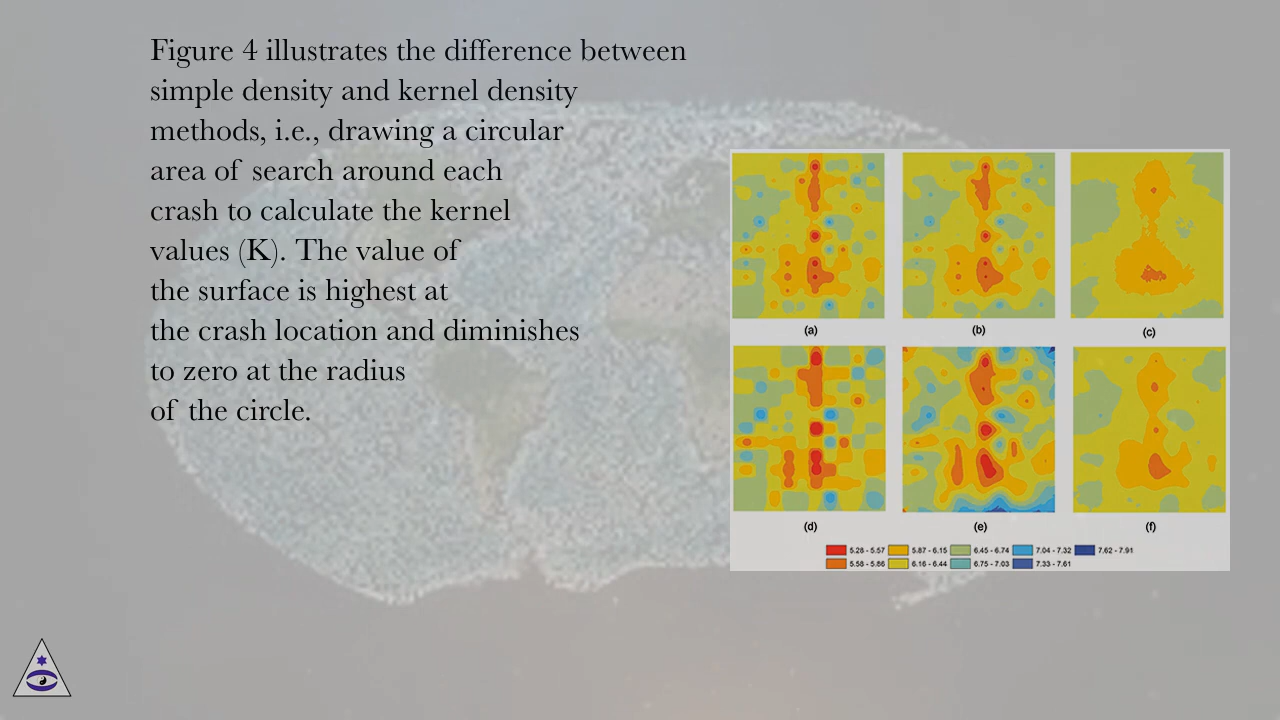 Figure 4 illustrates the difference between
simple density and kernel density
methods, i.e., drawing a circular
area of search around each
crash to calculate the kernel
values (K). The value of
the surface is highest at
the crash location and diminishes
to zero at the radius
of the circle.
(a) (b) (c)
(d) (e) (f)
5.28 - 5.57 5.87 - 6.15 6.45 - 6.74 7.04 - 7.32 7.62 - 7.91
5.58 - 5.86 6.16 - 6.44 6.75 - 7.03 7.33 - 7.61